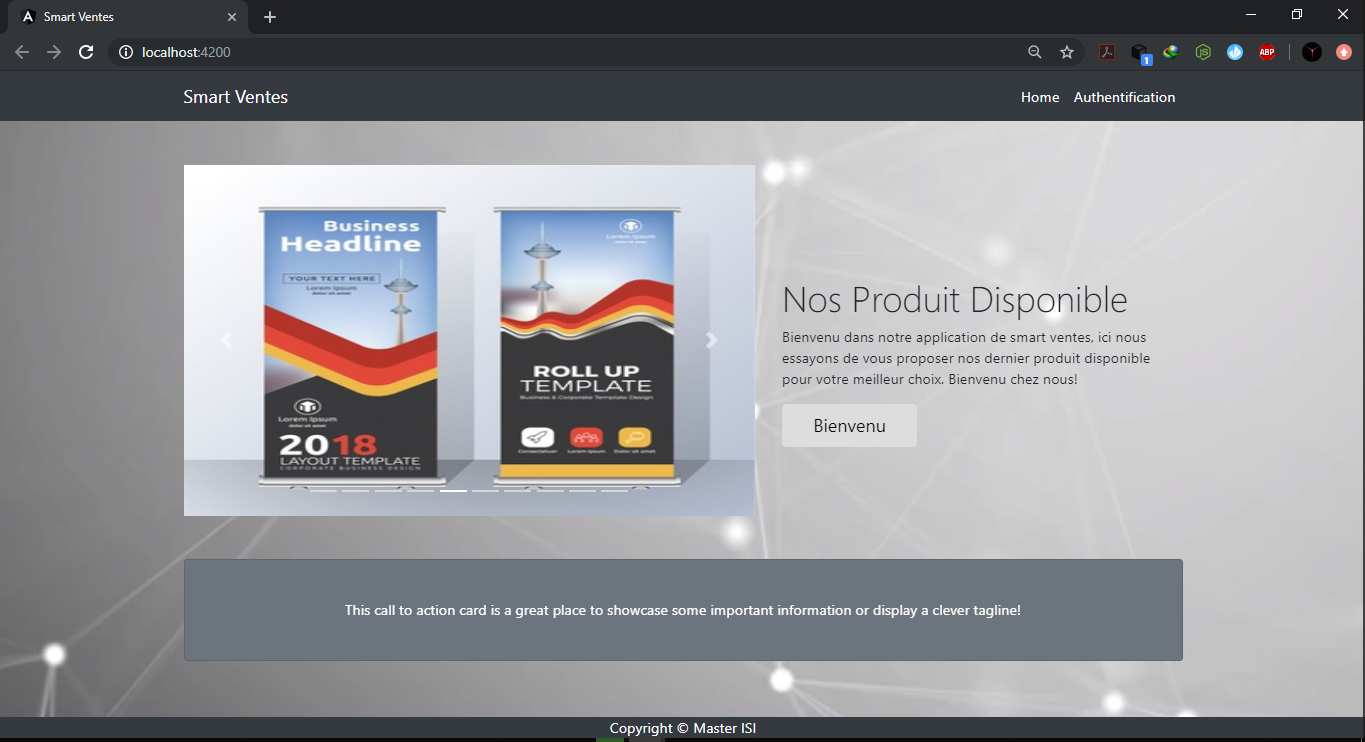 Smart Ventes
localhost:4200
1
JS
ABP
Smart Ventes
Home Authentification
Business
Headline
YOUR TEXT HERE
Lorem Ipsum
dolor sit amet
Lorem Ipsum
dolor sit amet
2018
LAYOUT TEMPLATE
CORPORATE BUSINESS DESIGN
Lorem Ipsum
dolor sit amet
ROLL UP
TEMPLATE
Business & Corporate Template Design
Consectetuer Lorem Ipsum Dolor sit amet
Nos Produit Disponible
Bienvenu dans notre application de smart ventes, ici nous
essayons de vous proposer nos dernier produit disponible
pour votre meilleur choix. Bienvenu chez nous!
Bienvenu
This call to action card is a great place to showcase some important information or display a clever tagline!
Copyright © Master ISI